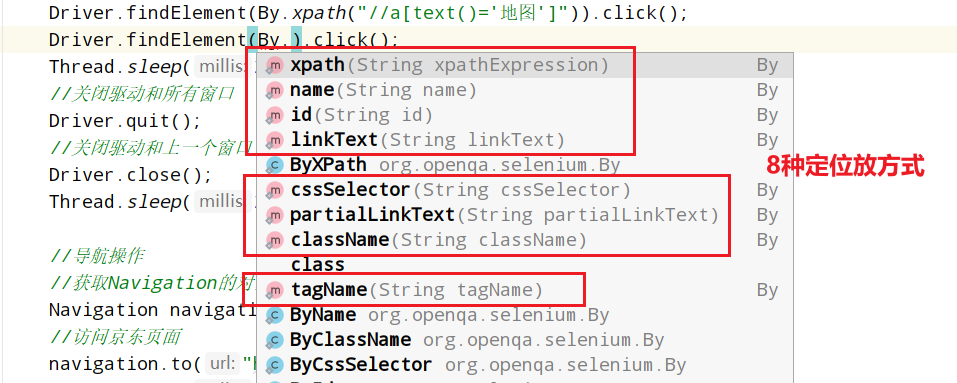 Driver.findElement(By.xpath("//a[text()='地图']")).click();
Driver.findElement(By.).click();
Thread.sleep( millis:
//关闭驱动和所有窗口
Driver.quit();
//关闭驱动和上一个窗口
Driver.close();
Thread.sleep( millis:
//导航操作
//获取Navigation的对
Navigation navigati
//访问京东页面
navigation.to( url: "
xpath(String xpathExpression) By
name(String name) By
id(String id) By
linkText(String linkText) By
ByXPath org.openqa.selenium.By
cssSelector(String cssSelector) By
partialLinkText(String partialLinkText) By
className(String className) By
class
tagName(String tagName) By
ByName org.openqa.selenium.By
ByClassName org.openqa.selenium.By
ByCssSelector org.openqa.selenium.By
8种定位放方式